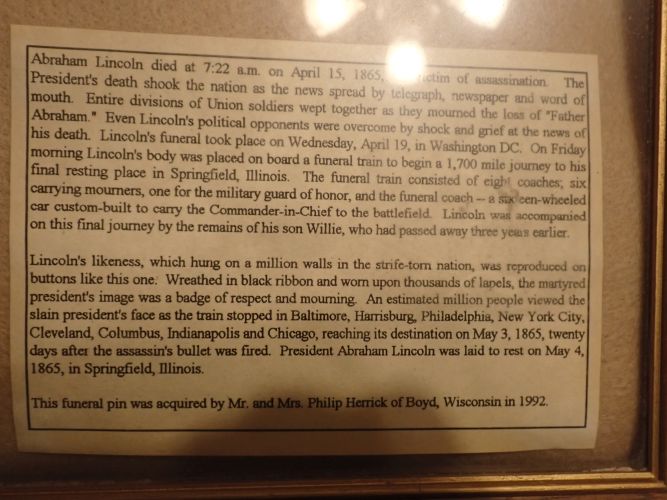 Abraham Lincoln died at 7:22 a.m. on April 15, 1865, victim of assassination. The
President's death shook the nation as the news spread by telegraph, newspaper and word of
mouth. Entire divisions of Union soldiers wept together as they mourned the loss of "Father
Abraham." Even Lincoln's political opponents were overcome by shock and grief at the news of
his death. Lincoln's funeral took place on Wednesday, April 19, in Washington DC. On Friday
morning Lincoln's body was placed on board a funeral train to begin a 1,700 mile journey to his
final resting place in Springfield, Illinois. The funeral train consisted of eight coaches; six
carrying mourners, one for the military guard of honor, and the funeral coach -- a sixteen-wheeled
car custom-built to carry the Commander-in-Chief to the battlefield. Lincoln was accompanied
on this final journey by the remains of his son Willie, who had passed away three years earlier.
Lincoln's likeness, which hung on a million walls in the strife-torn nation, was reproduced on
buttons like this one. Wreathed in black ribbon and worn upon thousands of lapels, the martyred
president's image was a badge of respect and mourning. An estimated million people viewed the
slain president's face as the train stopped in Baltimore, Harrisburg, Philadelphia, New York City,
Cleveland, Columbus, Indianapolis and Chicago, reaching its destination on May 3, 1865, twenty
days after the assassin's bullet was fired. President Abraham Lincoln was laid to rest on May 4,
1865, in Springfield, Illinois.
This funeral pin was acquired by Mr. and Mrs. Philip Herrick of Boyd, Wisconsin in 1992.